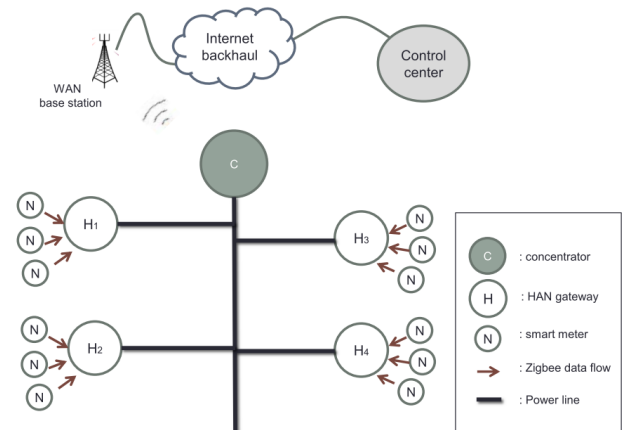 Internet
backhaul
Control
center
WAN
base station
C
N
N
N
H1
H3
N
N
N
N
N
N
H2
H4
N
N
N
C : concentrator
H : HAN gateway
N : smart meter
: Zigbee data flow
: Power line